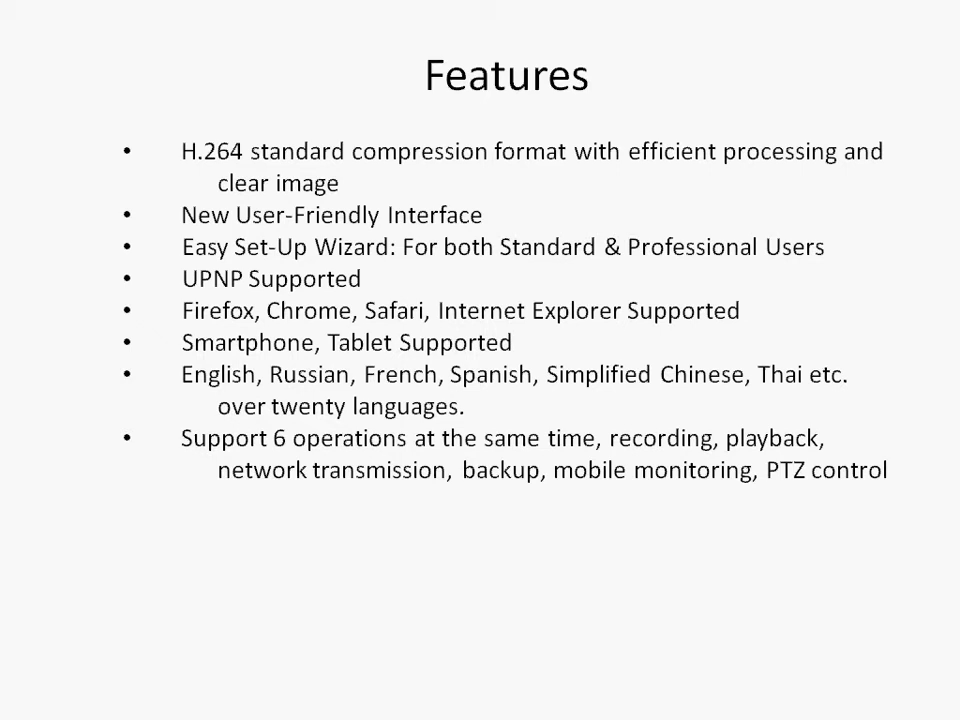 Features
• H.264 standard compression format with efficient processing and
clear image
• New User-Friendly Interface
• Easy Set-Up Wizard: For both Standard & Professional Users
• UPNP Supported
• Firefox, Chrome, Safari, Internet Explorer Supported
• Smartphone, Tablet Supported
• English, Russian, French, Spanish, Simplified Chinese, Thai etc.
over twenty languages.
• Support 6 operations at the same time, recording, playback,
network transmission, backup, mobile monitoring, PTZ control